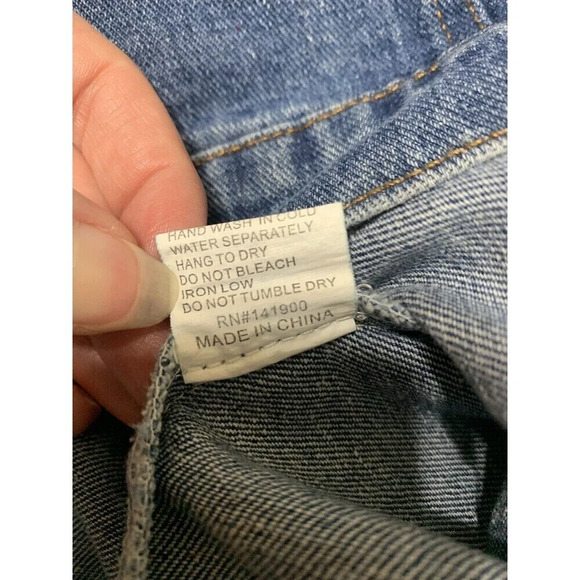 HAND WASH IN COLD
WATER SEPARATELY
HANG TO DRY
DO NOT BLEACH
IRON LOW
DO NOT TUMBLE DRY
RN#141900
MADE IN CHINA